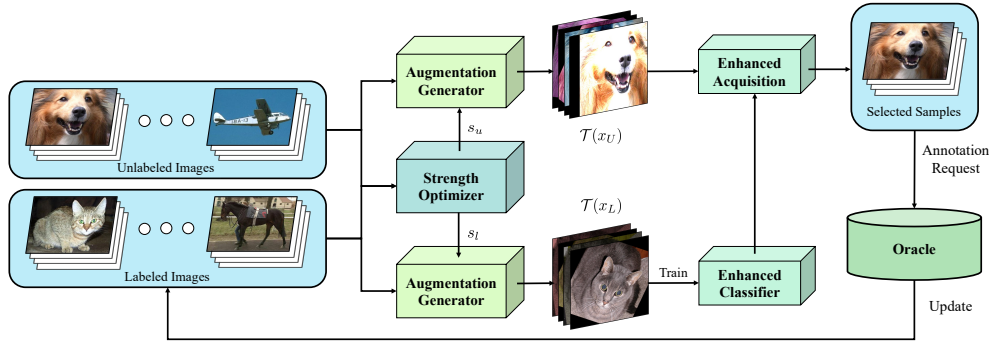 Unlabeled Images
Labeled Images
Augmentation
Generator
s_u
Strength
Optimizer
s_l
Augmentation
Generator
𝒯(x_U)
𝒯(x_L)
Train
Enhanced
Acquisition
Enhanced
Classifier
Selected Samples
Annotation
Request
Oracle
Update